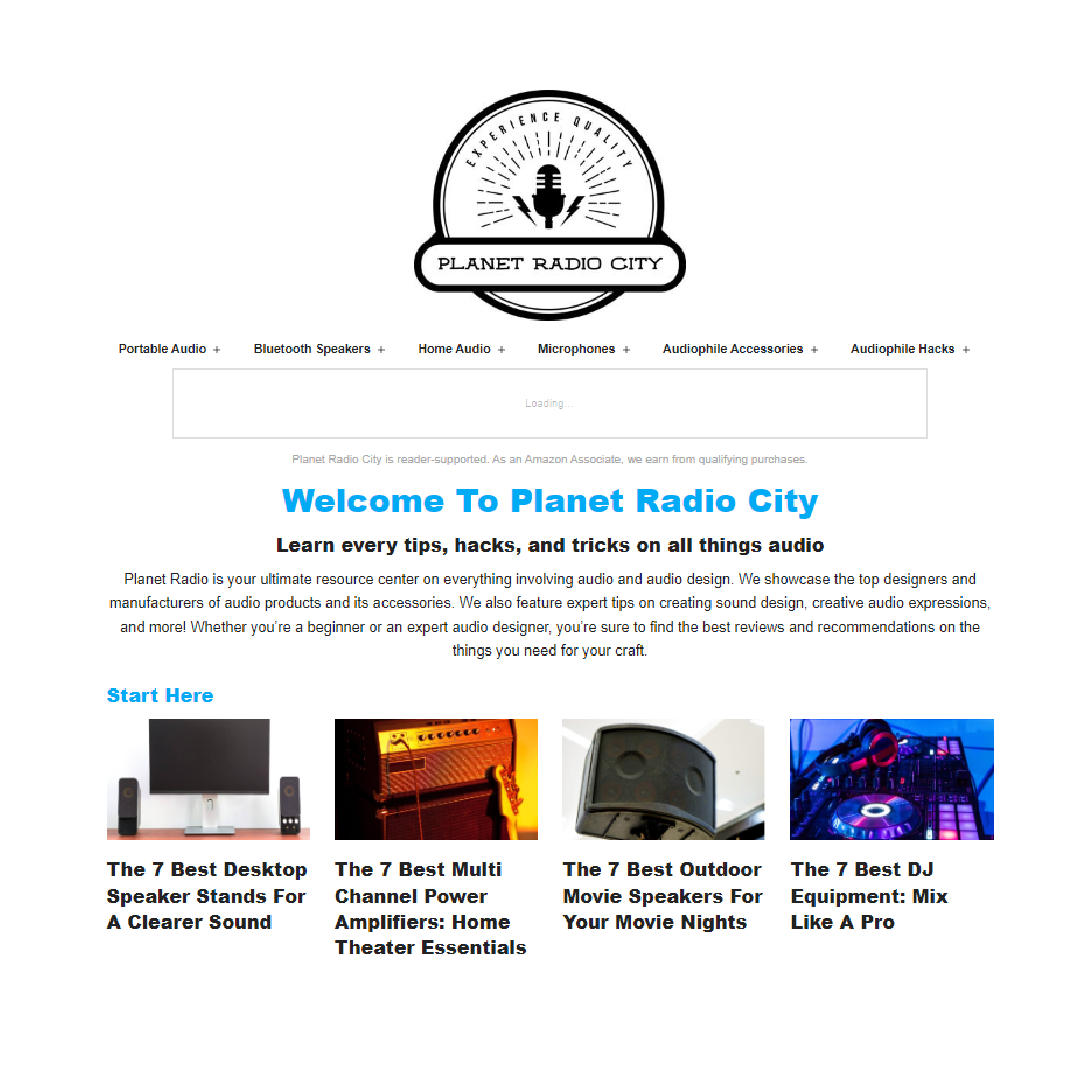 EXPERIENCE QUALITY
PLANET RADIO CITY
Portable Audio + Bluetooth Speakers + Home Audio + Microphones + Audiophile Accessories + Audiophile Hacks +
Loading...
Planet Radio City is reader-supported. As an Amazon Associate, we earn from qualifying purchases.
Welcome To Planet Radio City
Learn every tips, hacks, and tricks on all things audio
Planet Radio is your ultimate resource center on everything involving audio and audio design. We showcase the top designers and
manufacturers of audio products and its accessories. We also feature expert tips on creating sound design, creative audio expressions,
and more! Whether you're a beginner or an expert audio designer, you're sure to find the best reviews and recommendations on the
things you need for your craft.
Start Here
The 7 Best Desktop
Speaker Stands For
A Clearer Sound
The 7 Best Multi
Channel Power
Amplifiers: Home
Theater Essentials
The 7 Best Outdoor
Movie Speakers For
Your Movie Nights
The 7 Best DJ
Equipment: Mix
Like A Pro